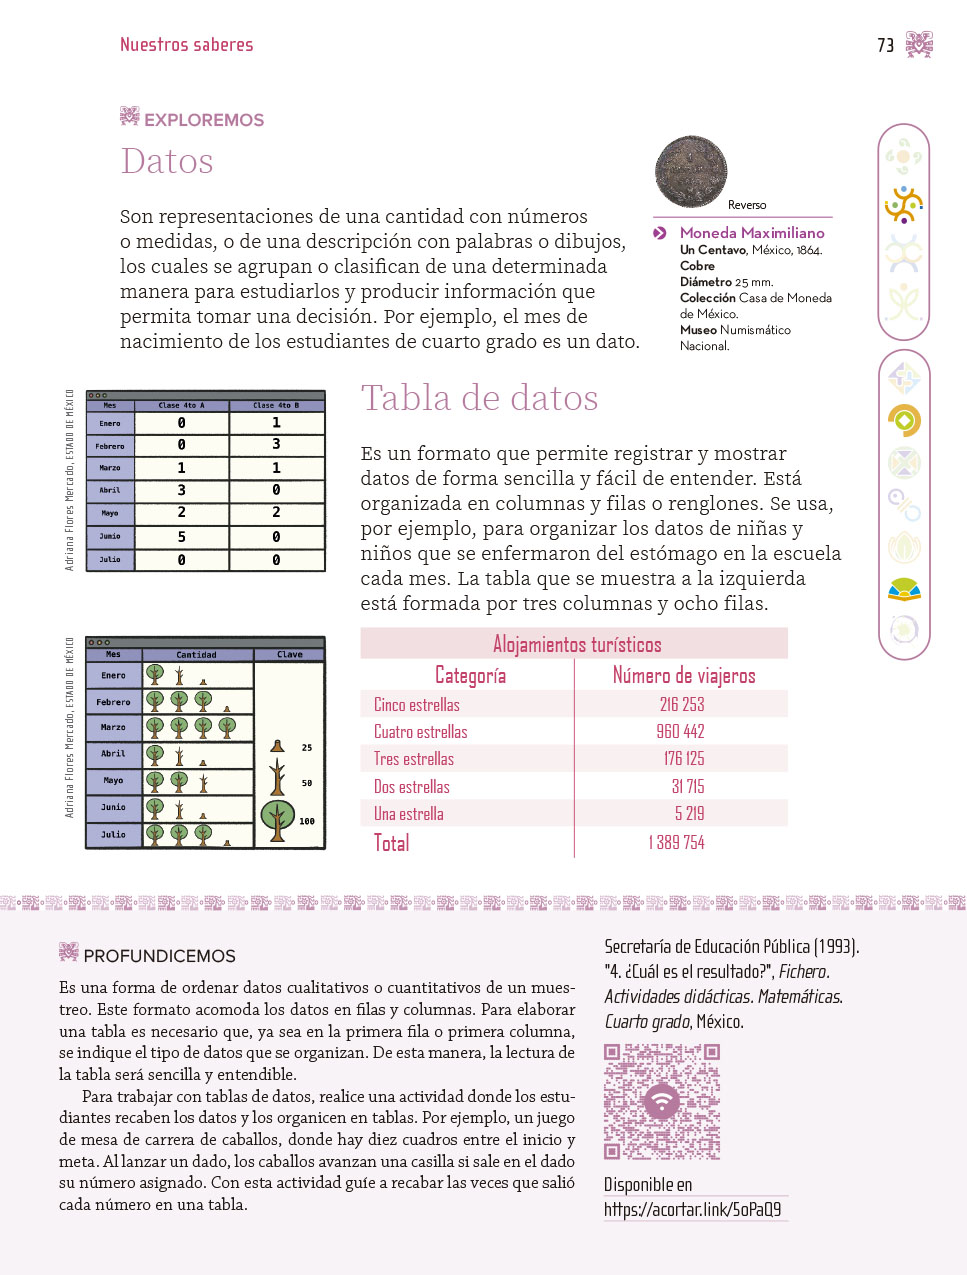 Nuestros saberes
73
EXPLOREMOS
Datos
Son representaciones de una cantidad con números
o medidas, o de una descripción con palabras o dibujos,
los cuales se agrupan o clasifican de una determinada
manera para estudiarlos y producir información que
permita tomar una decisión. Por ejemplo, el mes de
nacimiento de los estudiantes de cuarto grado es un dato.
Reverso
Moneda Maximiliano
Un Centavo, México, 1864.
Cobre
Diámetro 25 mm.
Colección Casa de Moneda
de México.
Museo Numismático
Nacional.
Adriana Flores Mercado, ESTADO DE MÉXICO
Mes Clase 4to A Clase 4to B
Enero 0 1
Febrero 0 3
Marzo 1 1
Abril 3 0
Mayo 2 2
Junio 5 0
Julio 0 0
Tabla de datos
Es un formato que permite registrar y mostrar
datos de forma sencilla y fácil de entender. Está
organizada en columnas y filas o renglones. Se usa,
por ejemplo, para organizar los datos de niñas y
niños que se enfermaron del estómago en la escuela
cada mes. La tabla que se muestra a la izquierda
está formada por tres columnas y ocho filas.
Adriana Flores Mercado, ESTADO DE MÉXICO
Mes Cantidad Clave
Enero
Febrero
Marzo
Abril
Mayo
Junio
Julio
25
50
100
Alojamientos turísticos
Categoría Número de viajeros
Cinco estrellas 216 253
Cuatro estrellas 960 442
Tres estrellas 176 125
Dos estrellas 31 715
Una estrella 5 219
Total 1 389 754
PROFUNDICEMOS
Es una forma de ordenar datos cualitativos o cuantitativos de un mues-
treo. Este formato acomoda los datos en filas y columnas. Para elaborar
una tabla es necesario que, ya sea en la primera fila o primera columna,
se indique el tipo de datos que se organizan. De esta manera, la lectura de
la tabla será sencilla y entendible.
Para trabajar con tablas de datos, realice una actividad donde los estu-
diantes recaben los datos y los organicen en tablas. Por ejemplo, un juego
de mesa de carrera de caballos, donde hay diez cuadros entre el inicio y
meta. Al lanzar un dado, los caballos avanzan una casilla si sale en el dado
su número asignado. Con esta actividad guíe a recabar las veces que salió
cada número en una tabla.
Secretaría de Educación Pública (1993).
"4. ¿Cuál es el resultado?", Fichero.
Actividades didácticas. Matemáticas.
Cuarto grado, México.
Disponible en
https://acortar.link/5oPaQ9